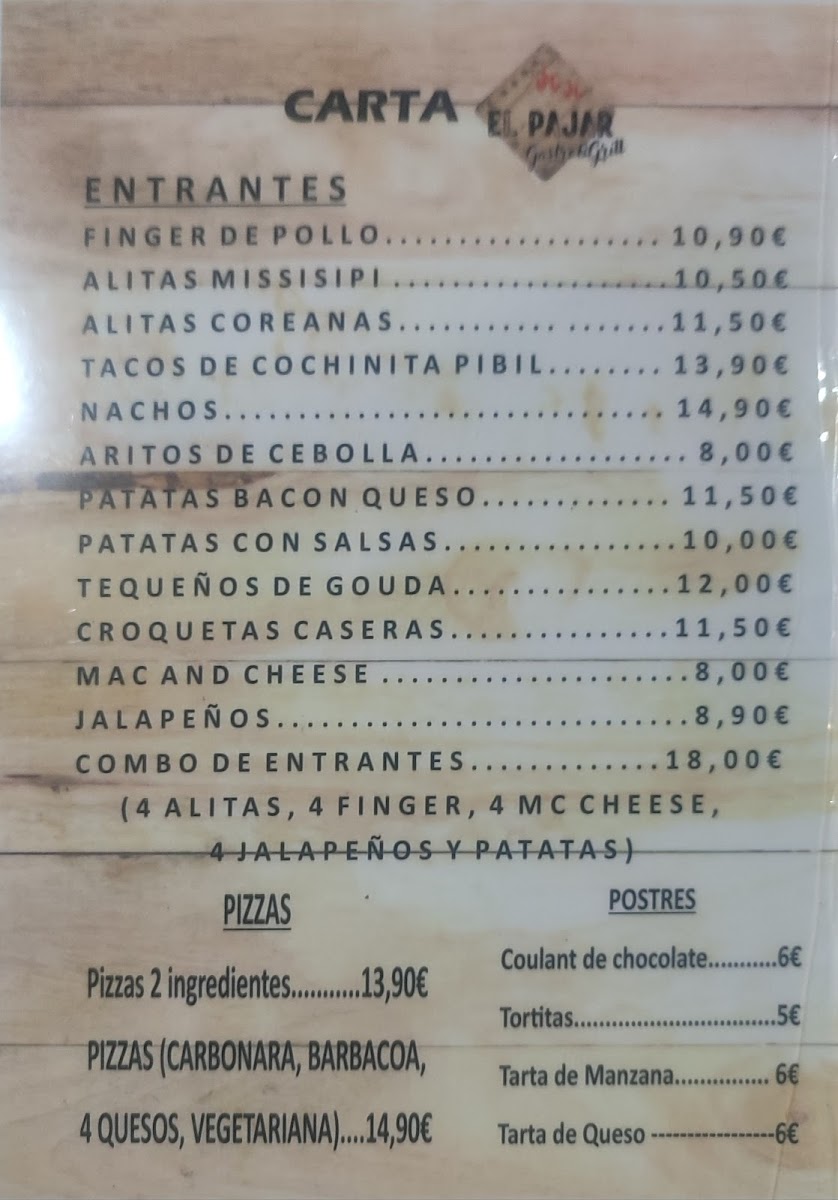 CARTA
EL PAJAR
Gastro&Grill
ENTRANTES
FINGER DE POLLO................... 10,90€
ALITAS MISSISIPI ...................10,50€
ALITAS COREANAS........... .......11,50€
TACOS DE COCHINITA PIBIL........ 13,90€
NACHOS............................... 14,90€
ARITOS DE CEBOLLA................... 8,00€
PATATAS BACON QUESO............. 11,50€
PATATAS CON SALSAS.................10,00€
TEQUEÑOS DE GOUDA................12,00€
CROQUETAS CASERAS................11,50€
MAC AND CHEESE ......................8,00€
JALAPEÑOS.............................8,90€
COMBO DE ENTRANTES.............18,00€
(4 ALITAS, 4 FINGER, 4 MC CHEESE,
4 JALAPEÑOS Y PATATAS)
PIZZAS
Pizzas 2 ingredientes...........13,90€
PIZZAS (CARBONARA, BARBACOA,
4 QUESOS, VEGETARIANA)....14,90€
POSTRES
Coulant de chocolate...........6€
Tortitas................................5€
Tarta de Manzana............... 6€
Tarta de Queso -----------------6€